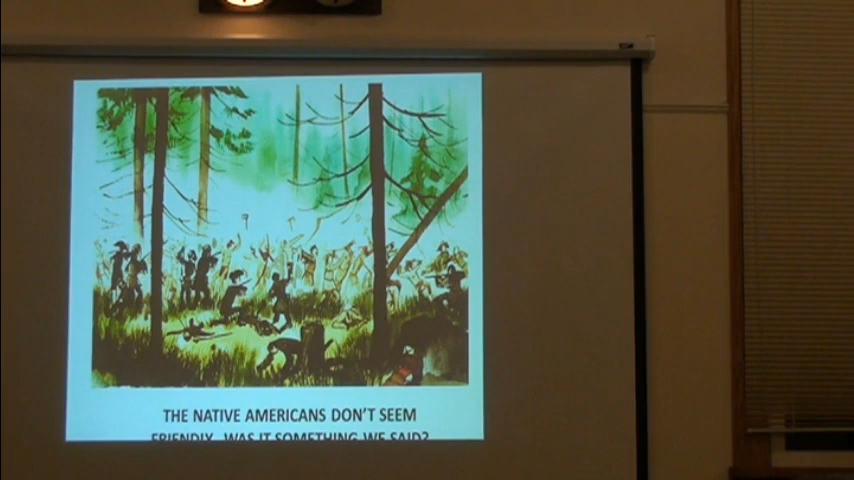 THE NATIVE AMERICANS DON'T SEEM
FRIENDLY. WAS IT SOMETHING WE SAID?